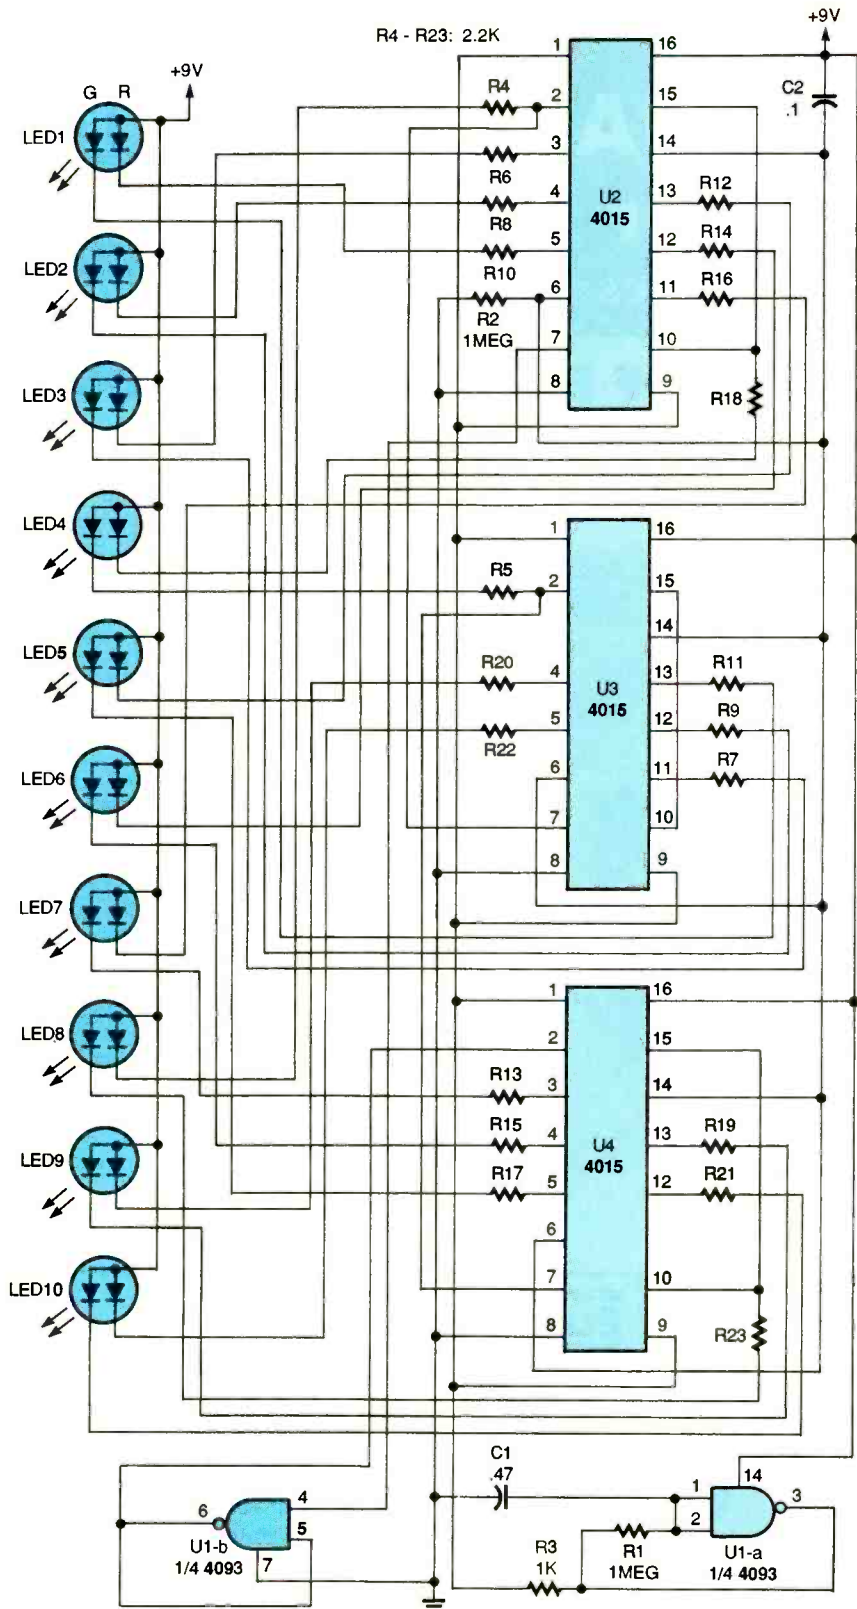 R4 - R23: 2.2K
+9V
C2
.1
+9V
G R
LED1
LED2
LED3
LED4
LED5
LED6
LED7
LED8
LED9
LED10
1
2
3
4
5
6
7
8
16
15
14
13
12
11
10
9
U2
4015
R4
R6
R8
R10
R2
1MEG
R12
R14
R16
R18
1
2
4
5
6
7
8
16
15
14
13
12
11
10
9
U3
4015
R5
R20
R22
R11
R9
R7
1
2
3
4
5
6
7
8
16
15
14
13
12
10
9
U4
4015
R13
R15
R17
R19
R21
R23
C1
.47
6
4
5
7
U1-b
1/4 4093
R3
1K
R1
1MEG
1
2
14
3
U1-a
1/4 4093